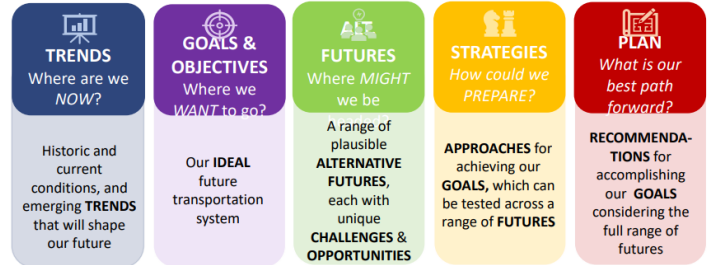 TRENDS
Where are we
NOW?
Historic and
current
conditions, and
emerging TRENDS
that will shape
our future
GOALS &
OBJECTIVES
Where we
WANT to go?
Our IDEAL
future
transportation
system
ALT
FUTURES
Where MIGHT
we be
headed?
A range of
plausible
ALTERNATIVE
FUTURES,
each with
unique
CHALLENGES &
OPPORTUNITIES
STRATEGIES
How could we
PREPARE?
APPROACHES for
achieving our
GOALS, which can
be tested across a
range of FUTURES
PLAN
What is our
best path
forward?
RECOMMENDA-
TIONS for
accomplishing
our GOALS
considering the
full range of
futures